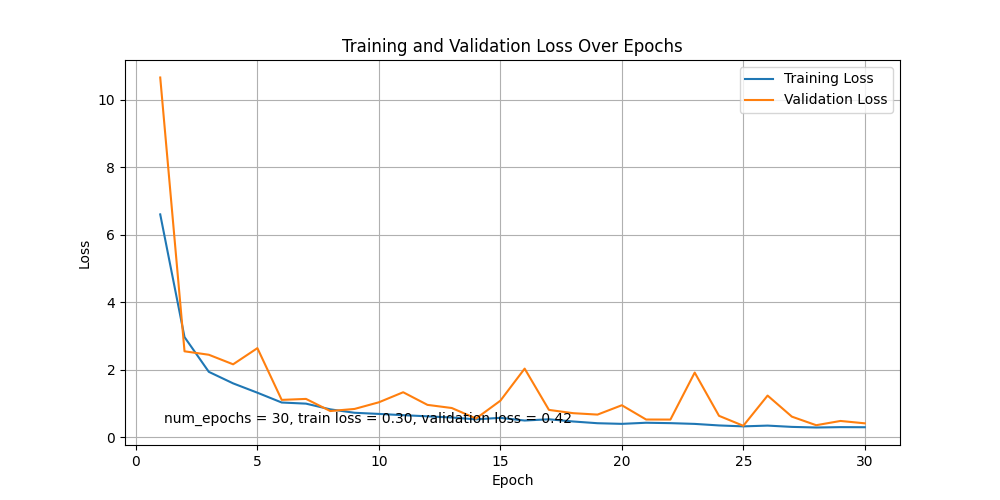 Training and Validation Loss Over Epochs
Training Loss
Validation Loss
Loss
10
8
6
4
2
0
num_epochs = 30, train loss = 0.30, validation loss = 0.42
0 5 10 15 20 25 30
Epoch